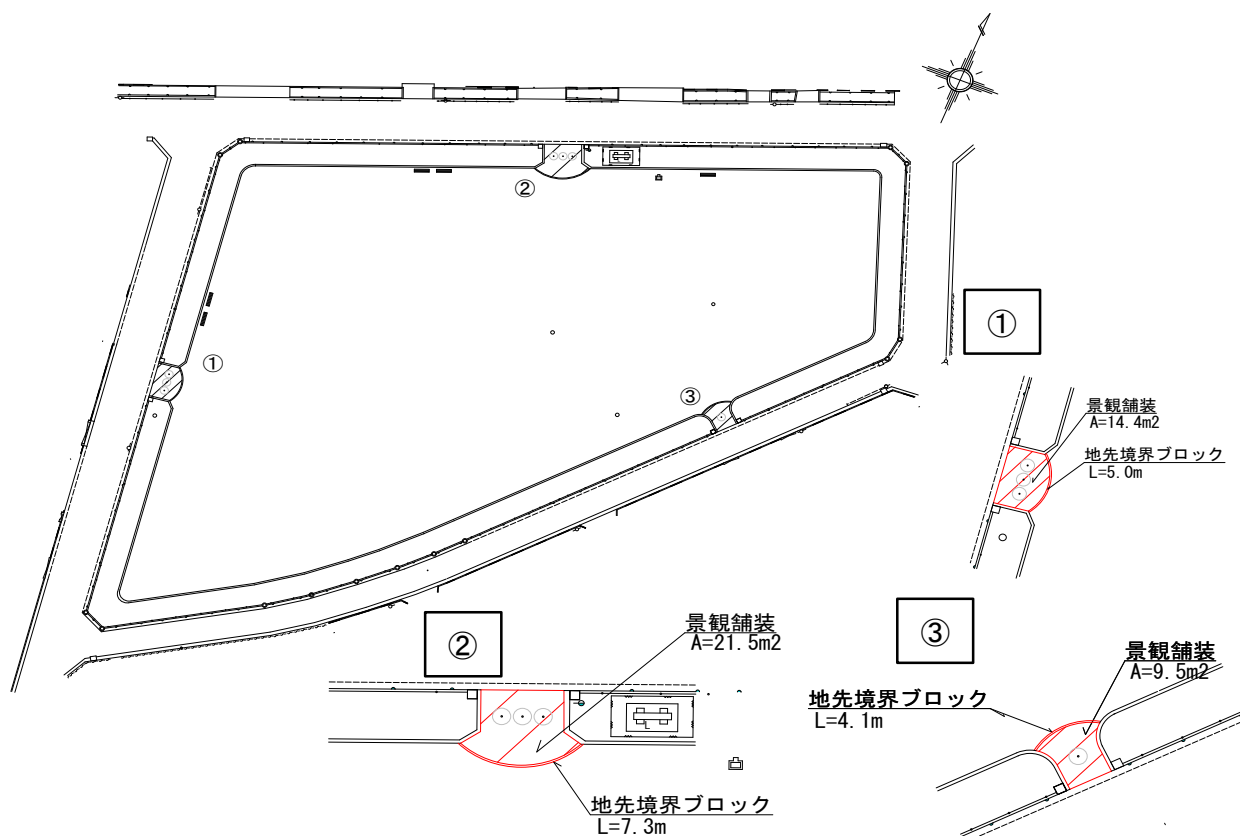 ②
①
③
①
景観舗装
A=14.4m2
地先境界ブロック
L=5.0m
②
景観舗装
A=21.5m2
地先境界ブロック
L=7.3m
③
景観舗装
A=9.5m2
地先境界ブロック
L=4.1m